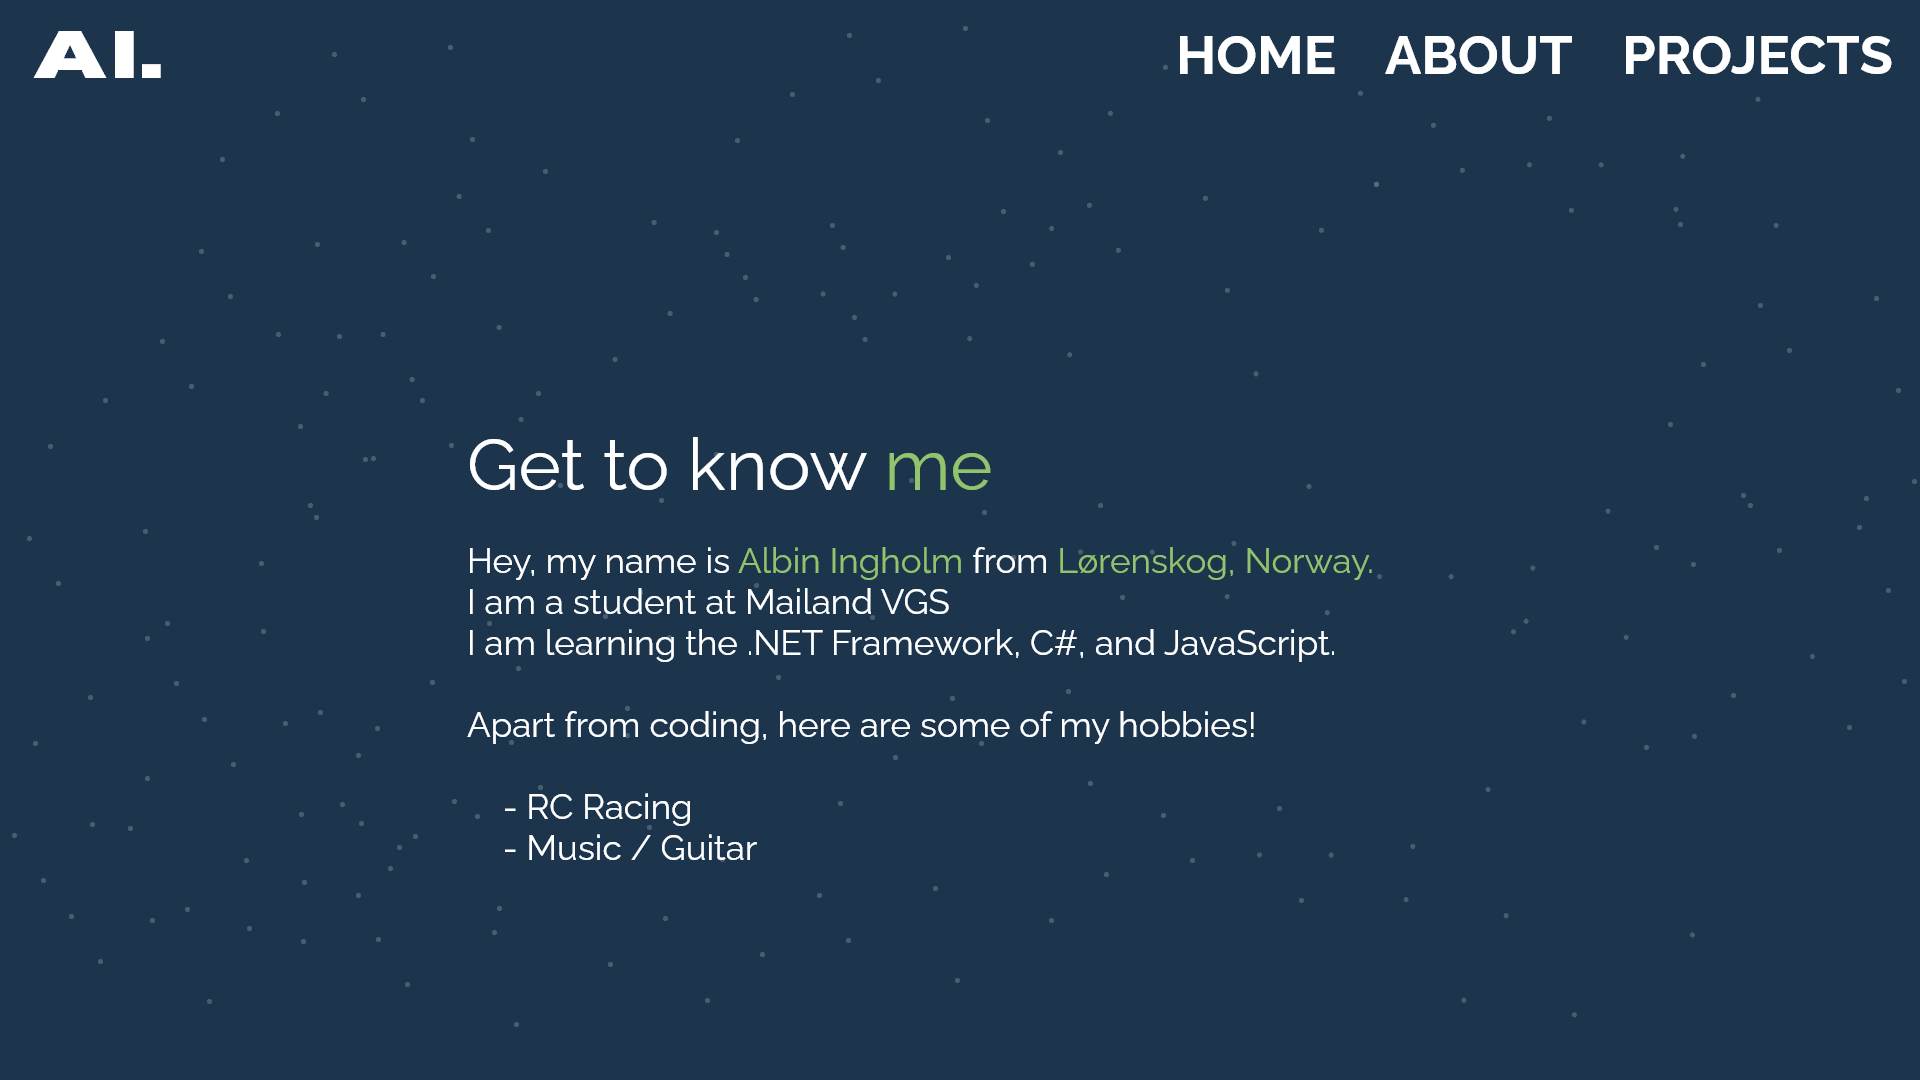 AI.
HOME ABOUT PROJECTS
Get to know me
Hey, my name is Albin Ingholm from Lørenskog, Norway.
I am a student at Mailand VGS
I am learning the .NET Framework, C#, and JavaScript.
Apart from coding, here are some of my hobbies!
- RC Racing
- Music / Guitar